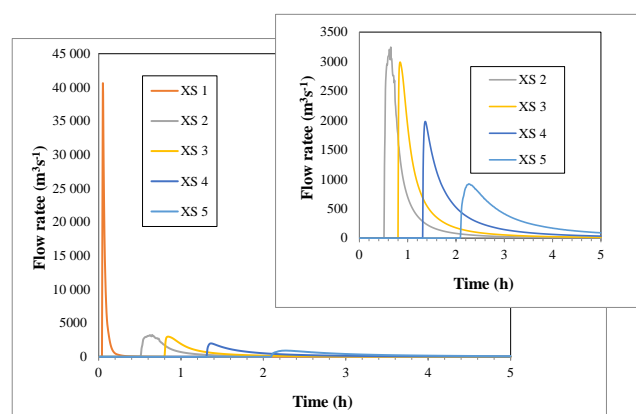 45 000
40 000
35 000
30 000
25 000
20 000
15 000
10 000
5000
0
Flow ratee (m³s⁻¹)
XS 1
XS 2
XS 3
XS 4
XS 5
0 1 2 3 4 5
Time (h)
3500
3000
2500
2000
1500
1000
500
0
Flow ratee (m³s⁻¹)
XS 2
XS 3
XS 4
XS 5
0 1 2 3 4 5
Time (h)